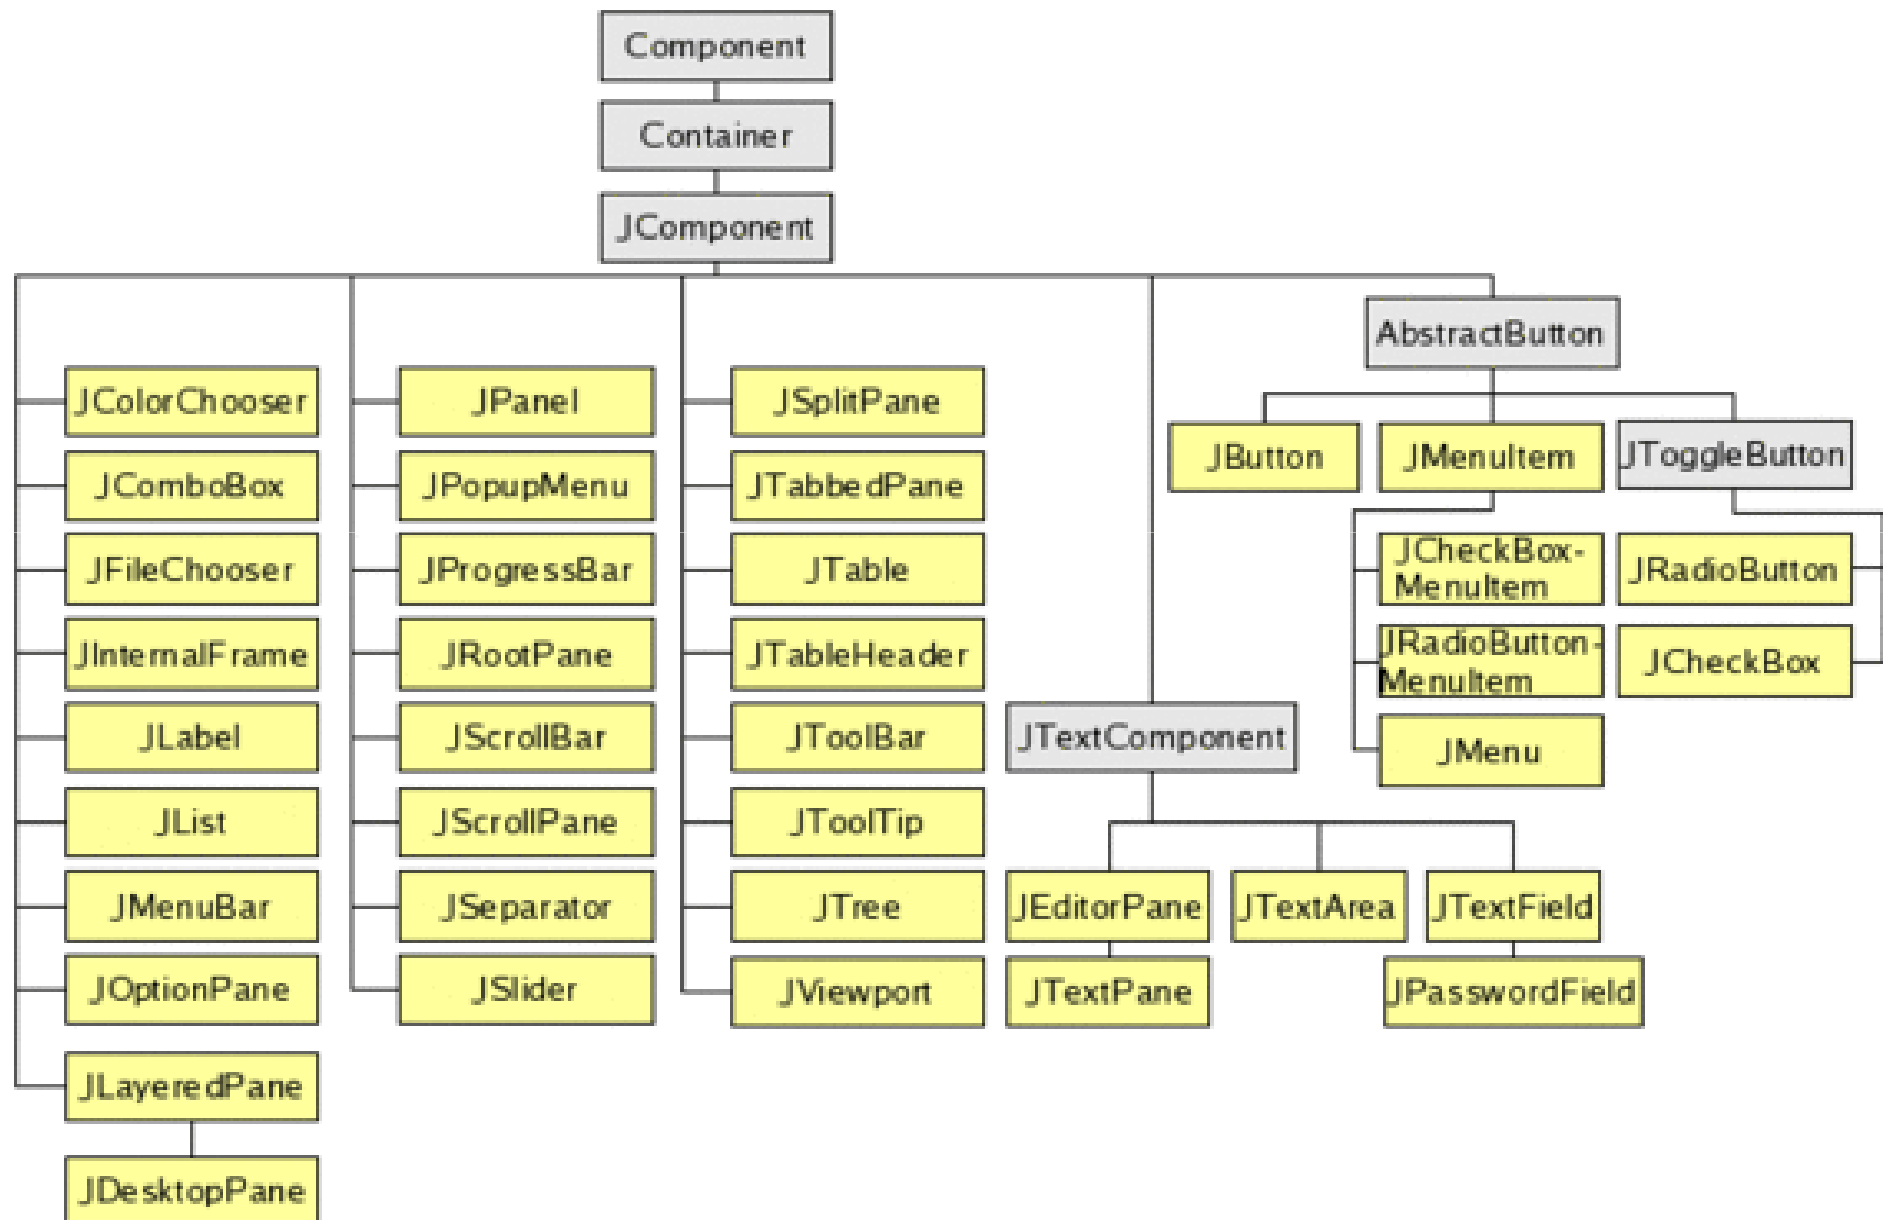 Component
Container
JComponent
AbstractButton
JColorChooser
JPanel
JSplitPane
JButton
JMenuItem
JToggleButton
JComboBox
JPopupMenu
JTabbedPane
JFileChooser
JProgressBar
JTable
JCheckBox-
MenuItem
JRadioButton
JInternalFrame
JRootPane
JTableHeader
JRadioButton-
MenuItem
JCheckBox
JLabel
JScrollBar
JToolBar
JTextComponent
JMenu
JList
JScrollPane
JToolTip
JMenuBar
JSeparator
JTree
JEditorPane
JTextArea
JTextField
JOptionPane
JSlider
JViewport
JTextPane
JPasswordField
JLayeredPane
JDesktopPane